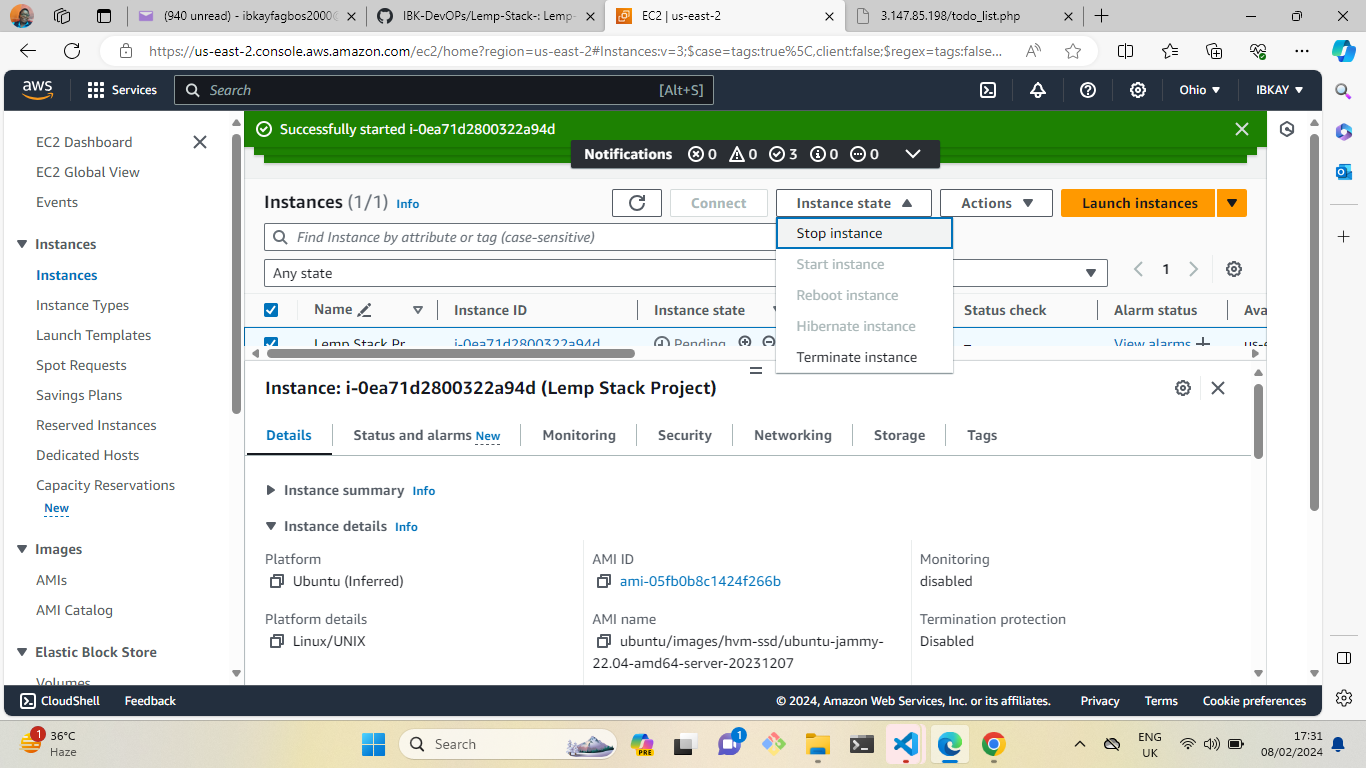 (940 unread) - ibkayfagbos2000@
IBK-DevOPs/Lemp-Stack-: Lemp-
EC2 | us-east-2
3.147.85.198/todo_list.php
https://us-east-2.console.aws.amazon.com/ec2/home?region=us-east-2#Instances:v=3;$case=tags:true%5C,client:false;$regex=tags:false...
aws
Services
Search
[Alt+S]
Ohio
IBKAY
EC2 Dashboard
EC2 Global View
Events
Instances
Instances
Instance Types
Launch Templates
Spot Requests
Savings Plans
Reserved Instances
Dedicated Hosts
Capacity Reservations
New
Images
AMIs
AMI Catalog
Elastic Block Store
Volumes
Successfully started i-0ea71d2800322a94d
Notifications 0 0 3 0 0
Instances (1/1) Info
Connect
Instance state
Actions
Launch instances
Find Instance by attribute or tag (case-sensitive)
Any state
1
Stop instance
Start instance
Reboot instance
Hibernate instance
Terminate instance
Name
Instance ID
Instance state
Status check
Alarm status
Ava
Lemp Stack Pr
i-0ea71d2800322a94d
Pending
–
View alarms
us-e
Instance: i-0ea71d2800322a94d (Lemp Stack Project)
Details
Status and alarms New
Monitoring
Security
Networking
Storage
Tags
Instance summary Info
Instance details Info
Platform
Ubuntu (Inferred)
AMI ID
ami-05fb0b8c1424f266b
Monitoring
disabled
Platform details
Linux/UNIX
AMI name
ubuntu/images/hvm-ssd/ubuntu-jammy-
22.04-amd64-server-20231207
Termination protection
Disabled
CloudShell
Feedback
© 2024, Amazon Web Services, Inc. or its affiliates.
Privacy
Terms
Cookie preferences
1
36°C
Haze
Search
PRE
1
ENG
UK
17:31
08/02/2024